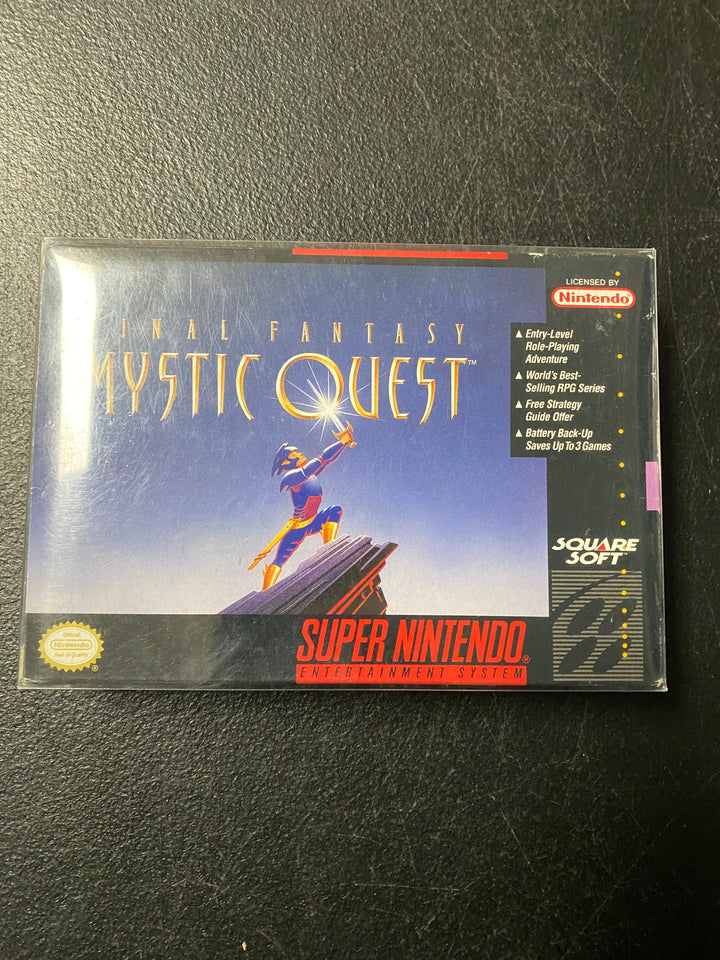 INAL FANTASY
MYSTIC QUEST™
LICENSED BY
Nintendo®
▲ Entry-Level
Role-Playing
Adventure
▲ World's Best-
Selling RPG Series
▲ Free Strategy
Guide Offer
▲ Battery Back-Up
Saves Up To 3 Games
SQUARE
SOFT™
Official
Nintendo
Seal of Quality
®
SUPER NINTENDO®
ENTERTAINMENT SYSTEM